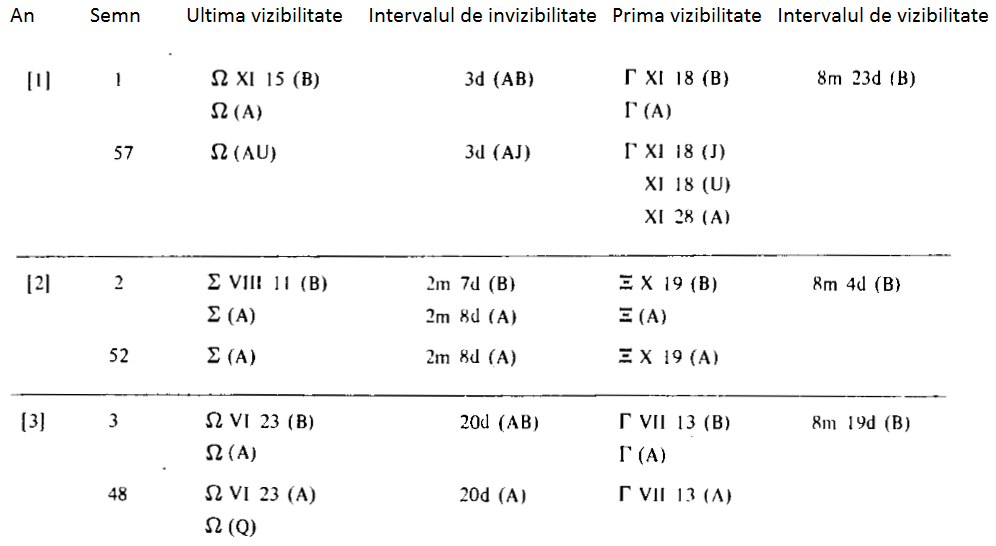 An Semn Ultima vizibilitate Intervalul de invizibilitate Prima vizibilitate Intervalul de vizibilitate
[1] 1 Ω XI 15 (B) 3d (AB) Γ XI 18 (B) 8m 23d (B)
Ω (A) Γ (A)
57 Ω (AU) 3d (AJ) Γ XI 18 (J)
XI 18 (U)
XI 28 (A)
[2] 2 Σ VIII 11 (B) 2m 7d (B) Ξ X 19 (B) 8m 4d (B)
Σ (A) 2m 8d (A) Ξ (A)
52 Σ (A) 2m 8d (A) Ξ X 19 (A)
[3] 3 Ω VI 23 (B) 20d (AB) Γ VII 13 (B) 8m 19d (B)
Ω (A) Γ (A)
48 Ω VI 23 (A) 20d (A) Γ VII 13 (A)
Ω (Q)